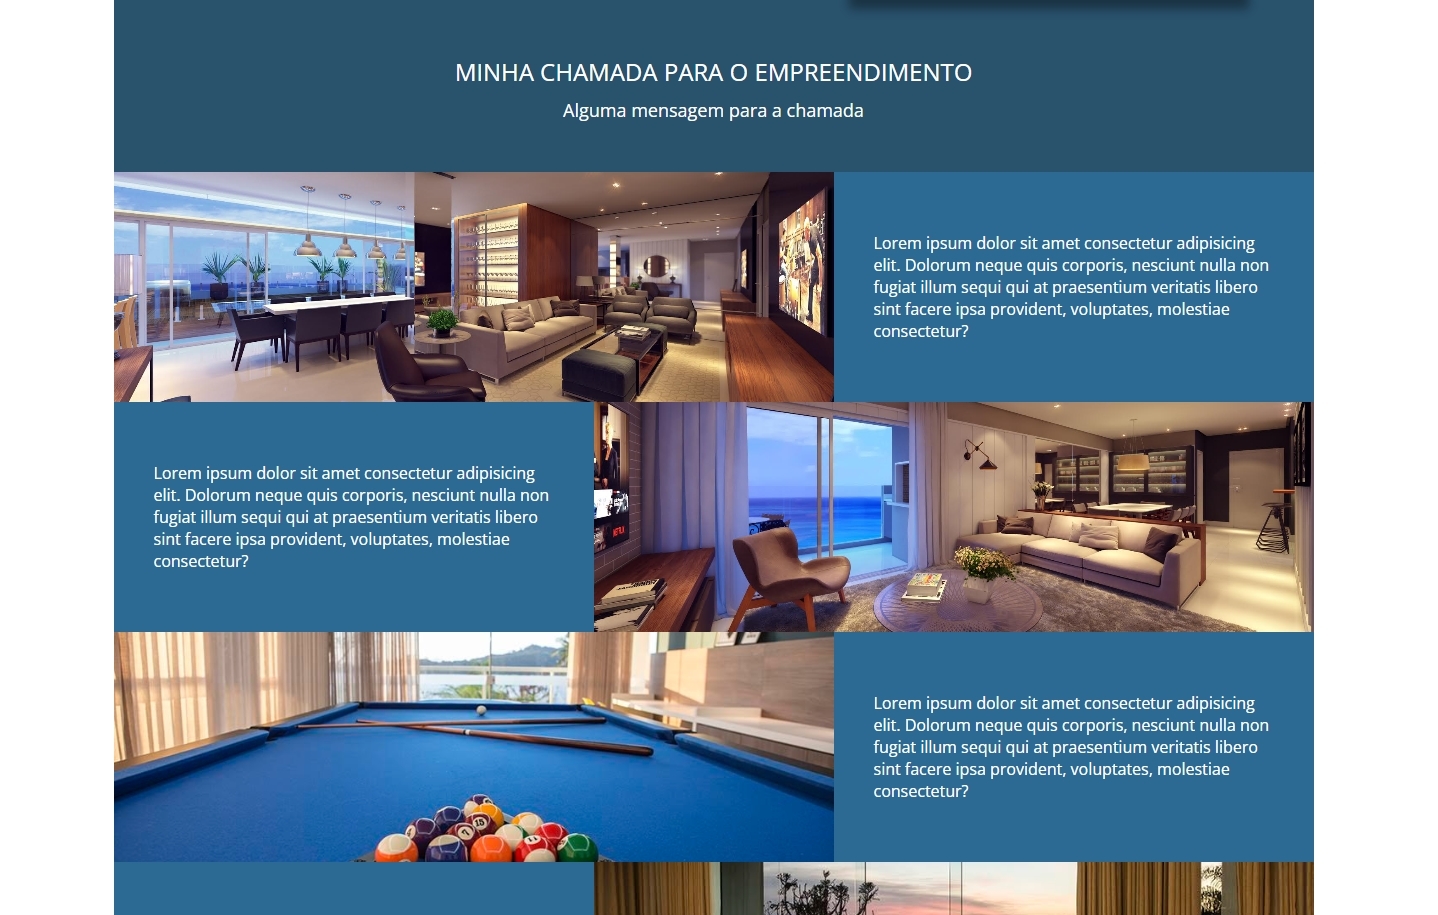 MINHA CHAMADA PARA O EMPREENDIMENTO
Alguma mensagem para a chamada
Lorem ipsum dolor sit amet consectetur adipisicing
elit. Dolorum neque quis corporis, nesciunt nulla non
fugiat illum sequi qui at praesentium veritatis libero
sint facere ipsa provident, voluptates, molestiae
consectetur?
Lorem ipsum dolor sit amet consectetur adipisicing
elit. Dolorum neque quis corporis, nesciunt nulla non
fugiat illum sequi qui at praesentium veritatis libero
sint facere ipsa provident, voluptates, molestiae
consectetur?
NETFLIX
Lorem ipsum dolor sit amet consectetur adipisicing
elit. Dolorum neque quis corporis, nesciunt nulla non
fugiat illum sequi qui at praesentium veritatis libero
sint facere ipsa provident, voluptates, molestiae
consectetur?
7
15
11